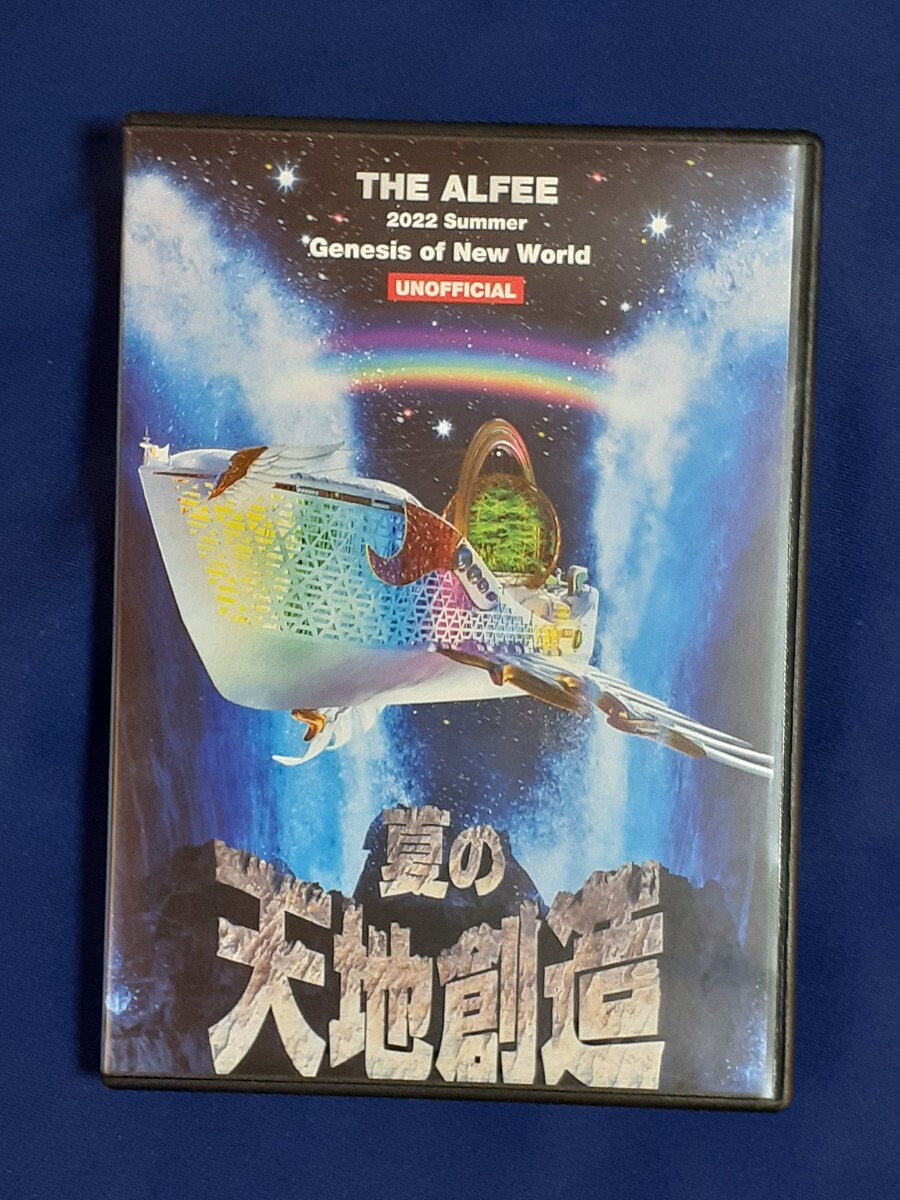 THE ALFEE
2022 Summer
Genesis of New World
UNOFFICIAL
夏の
天地創造